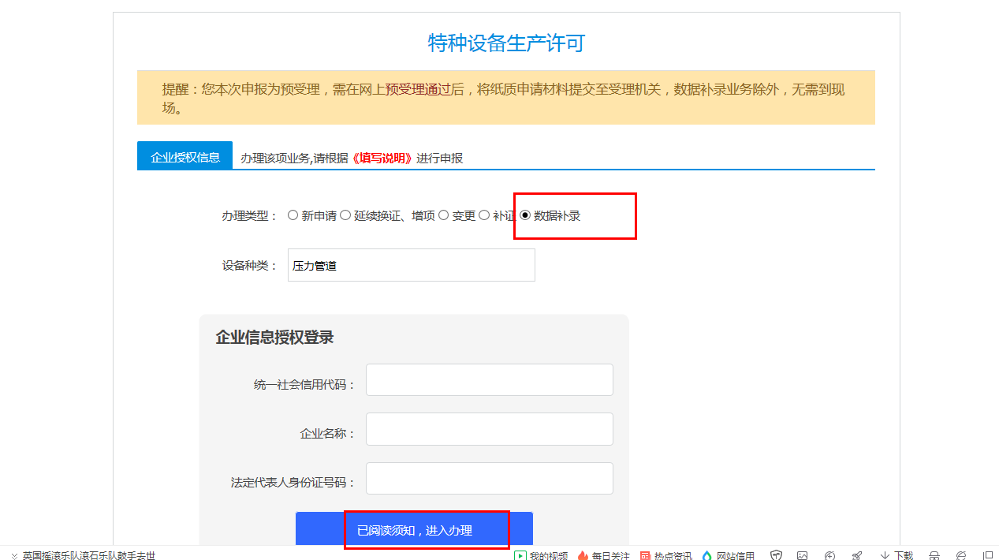 特种设备生产许可
提醒：您本次申报为预受理，需在网上预受理通过后，将纸质申请材料提交至受理机关，数据补录业务除外，无需到现
场。
企业授权信息 办理该项业务,请根据《填写说明》进行申报
办理类型： 新申请 延续换证、增项 变更 补证 数据补录
设备种类： 压力管道
企业信息授权登录
统一社会信用代码：
企业名称：
法定代表人身份证号码：
已阅读须知，进入办理
英国摇滚乐队滚石乐队鼓手去世 我的视频 每日关注 热点资讯 网站信用 下载